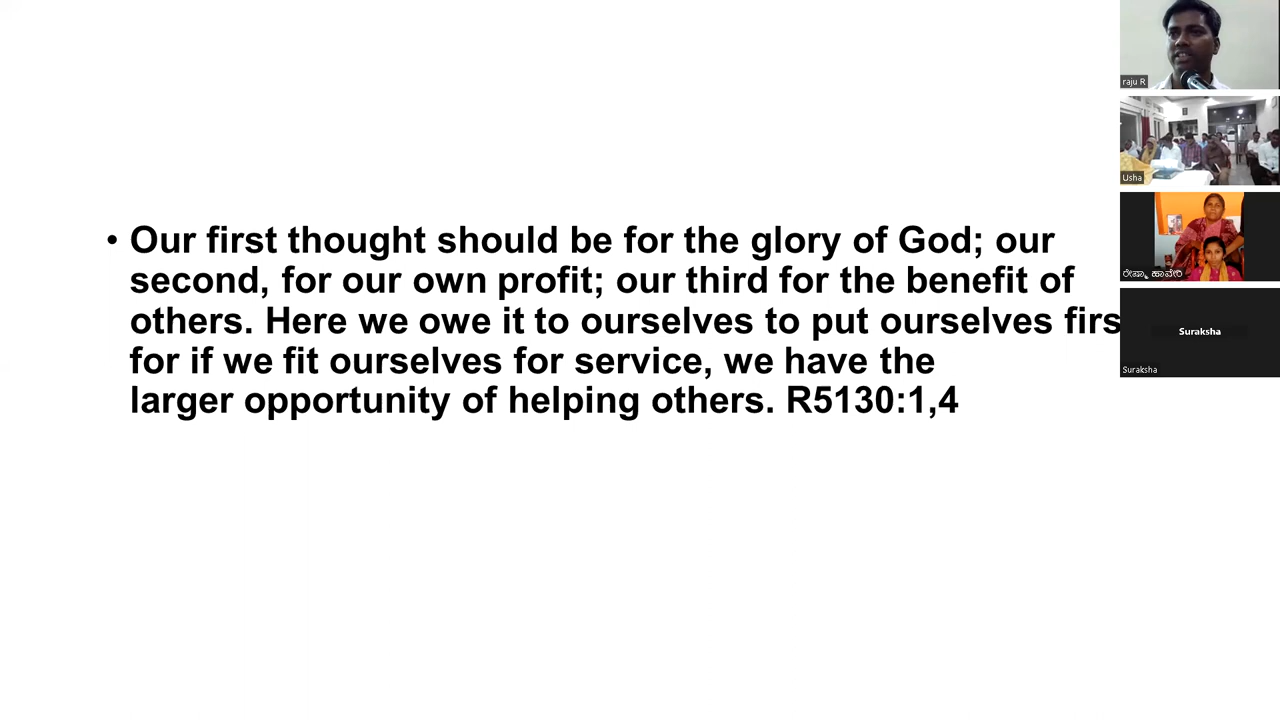 • Our first thought should be for the glory of God; our
second, for our own profit; our third for the benefit of
others. Here we owe it to ourselves to put ourselves firs
for if we fit ourselves for service, we have the
larger opportunity of helping others. R5130:1,4
raju R
Usha
ರೇಷ್ಮಾ ಹಾವೇರಿ
Suraksha
Suraksha